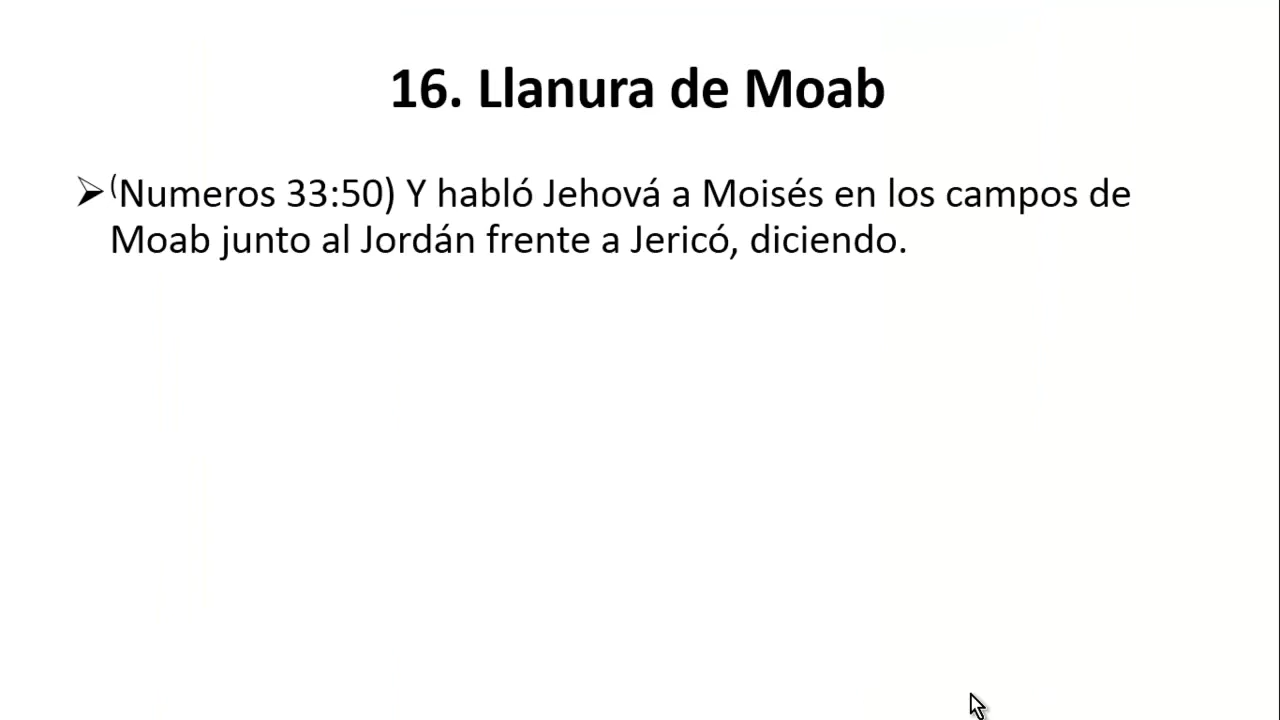 16. Llanura de Moab
➢(Numeros 33:50) Y habló Jehová a Moisés en los campos de
Moab junto al Jordán frente a Jericó, diciendo.